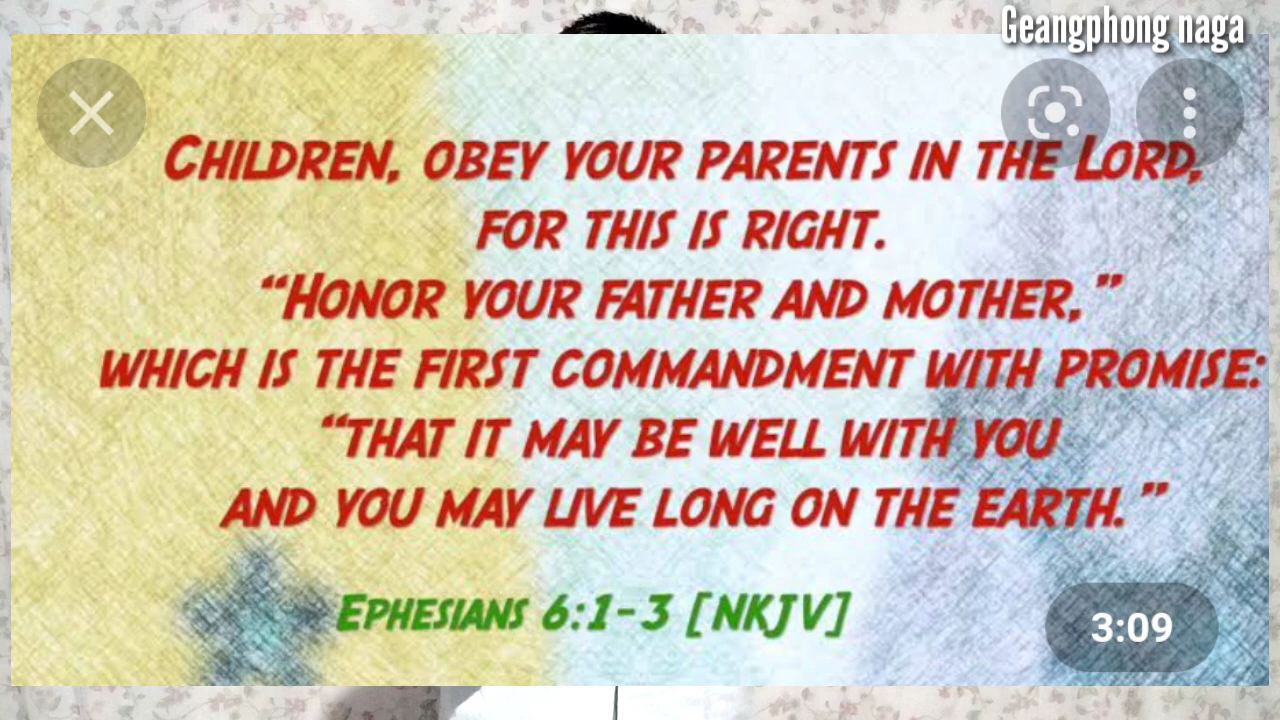 Geangphong naga
Children, obey your parents in the Lord,
for this is right.
“Honor your father and mother,”
which is the first commandment with promise:
“that it may be well with you
and you may live long on the earth.”
Ephesians 6:1-3 [NKJV]
3:09